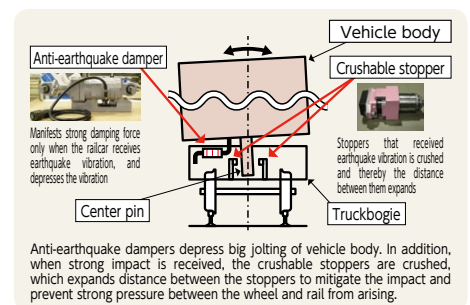 Vehicle body
Anti-earthquake damper
Crushable stopper
Manifests strong damping force
only when the railcar receives
earthquake vibration, and
depresses the vibration
Stoppers that received
earthquake vibration is crushed
and thereby the distance
between them expands
Center pin
Truckbogie
Anti-earthquake dampers depress big jolting of vehicle body. In addition,
when strong impact is received, the crushable stoppers are crushed,
which expands distance between the stoppers to mitigate the impact and
prevent strong pressure between the wheel and rail from arising.